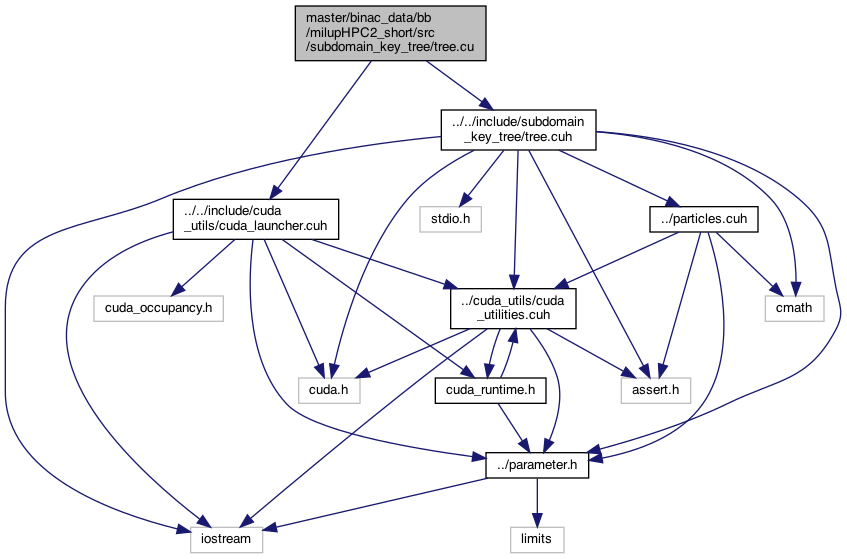 master/binac_data/bb
/milupHPC2_short/src
/subdomain_key_tree/tree.cu
../../include/subdomain
_key_tree/tree.cuh
../../include/cuda
_utils/cuda_launcher.cuh
stdio.h
../particles.cuh
cuda_occupancy.h
../cuda_utils/cuda
_utilities.cuh
cmath
cuda.h
cuda_runtime.h
assert.h
../parameter.h
iostream
limits